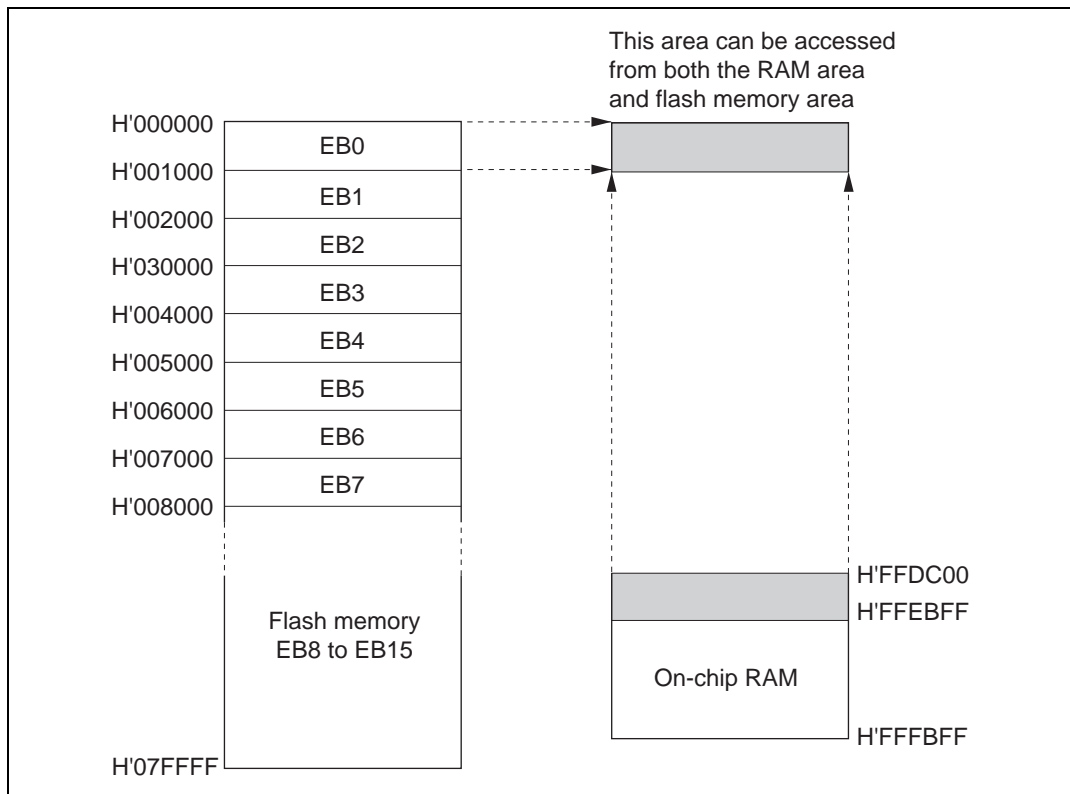 This area can be accessed
from both the RAM area
and flash memory area
H'000000
EB0
H'001000
EB1
H'002000
EB2
H'030000
EB3
H'004000
EB4
H'005000
EB5
H'006000
EB6
H'007000
EB7
H'008000
H'FFDC00
H'FFEBFF
Flash memory
EB8 to EB15
On-chip RAM
H'FFFBFF
H'07FFFF